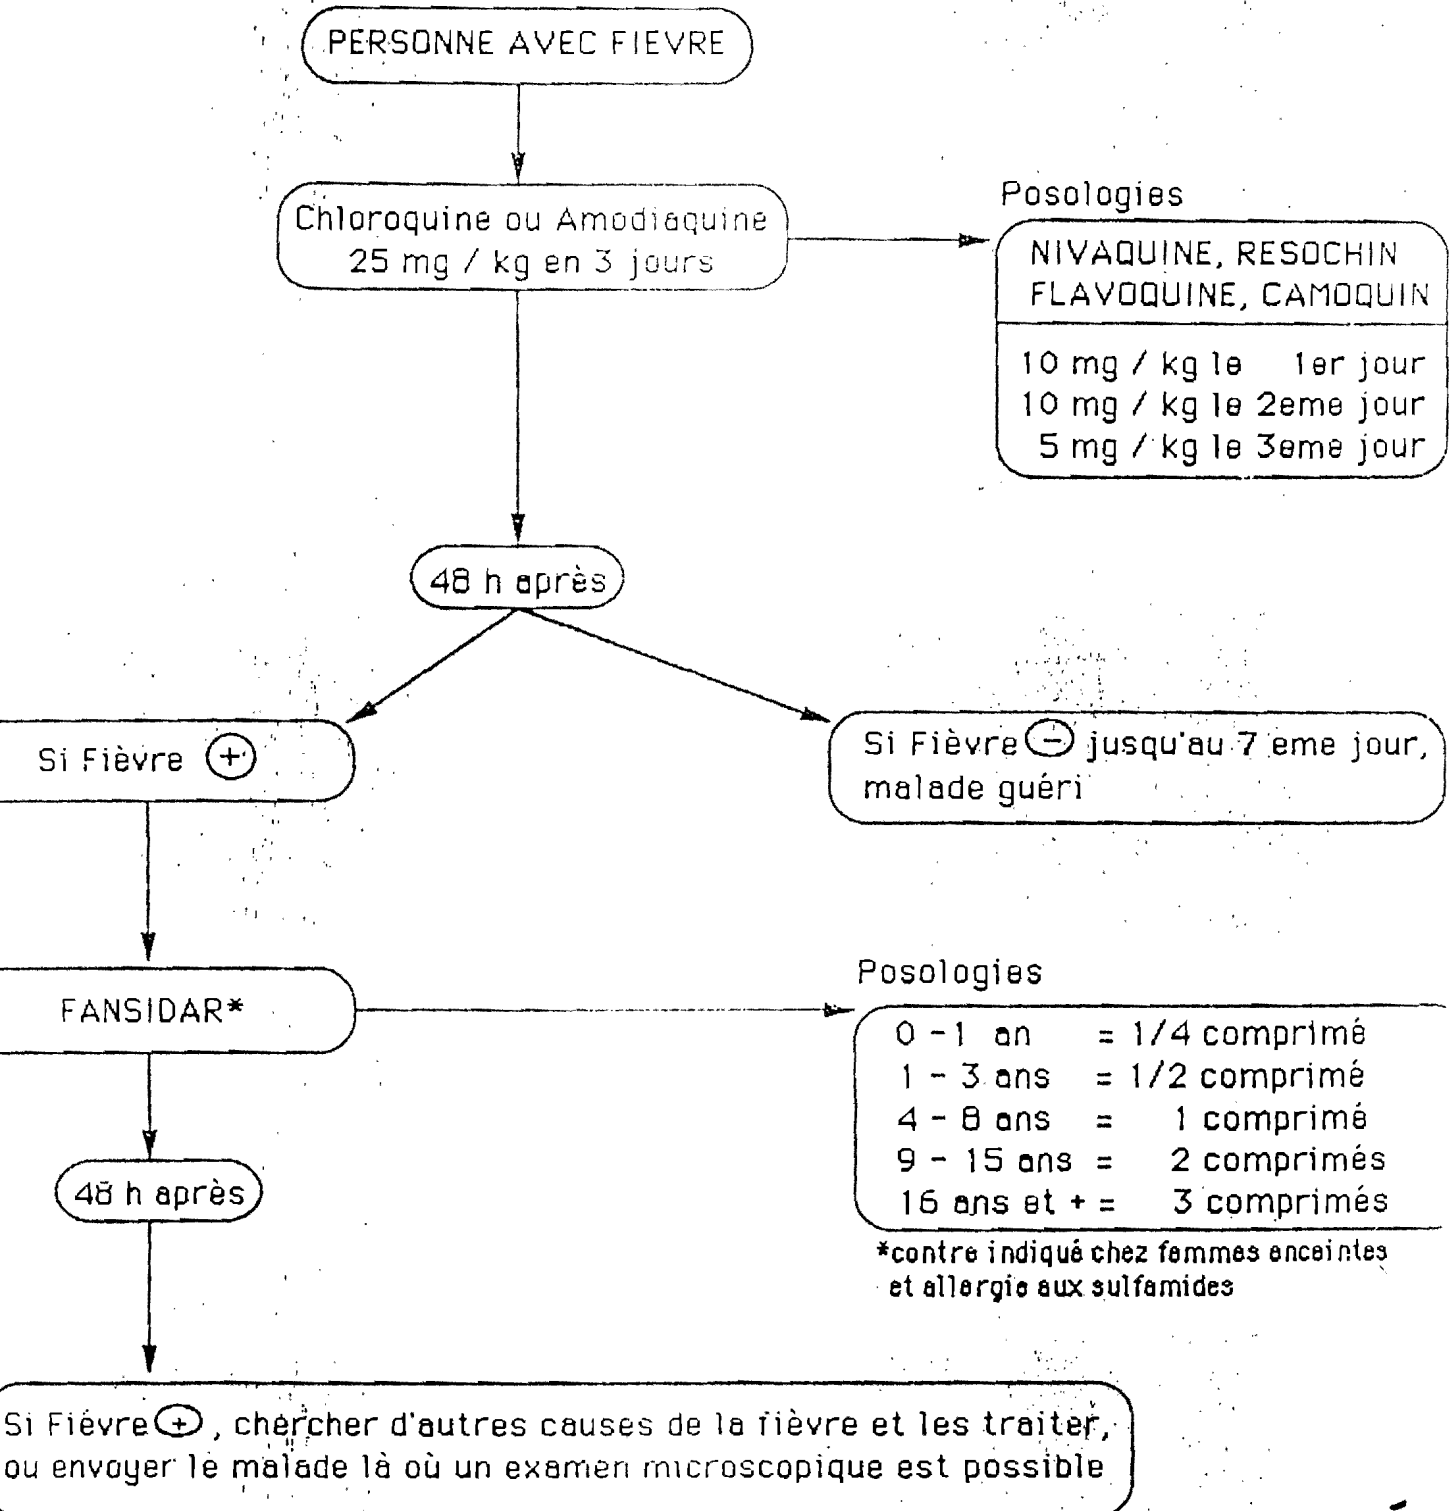 PERSONNE AVEC FIEVRE
Chloroquine ou Amodiaquine
25 mg / kg en 3 jours
Posologies
NIVAQUINE, RESOCHIN
FLAVOQUINE, CAMOQUIN
10 mg / kg le 1er jour
10 mg / kg le 2eme jour
5 mg / kg le 3eme jour
48 h après
Si Fièvre +
Si Fièvre - jusqu'au 7 eme jour,
malade guéri
FANSIDAR*
Posologies
0 - 1 an = 1/4 comprimé
1 - 3 ans = 1/2 comprimé
4 - 8 ans = 1 comprimé
9 - 15 ans = 2 comprimés
16 ans et + = 3 comprimés
*contre indiqué chez femmes enceintes
et allergie aux sulfamides
48 h après
Si Fièvre + , chercher d'autres causes de la fièvre et les traiter,
ou envoyer le malade là où un examen microscopique est possible